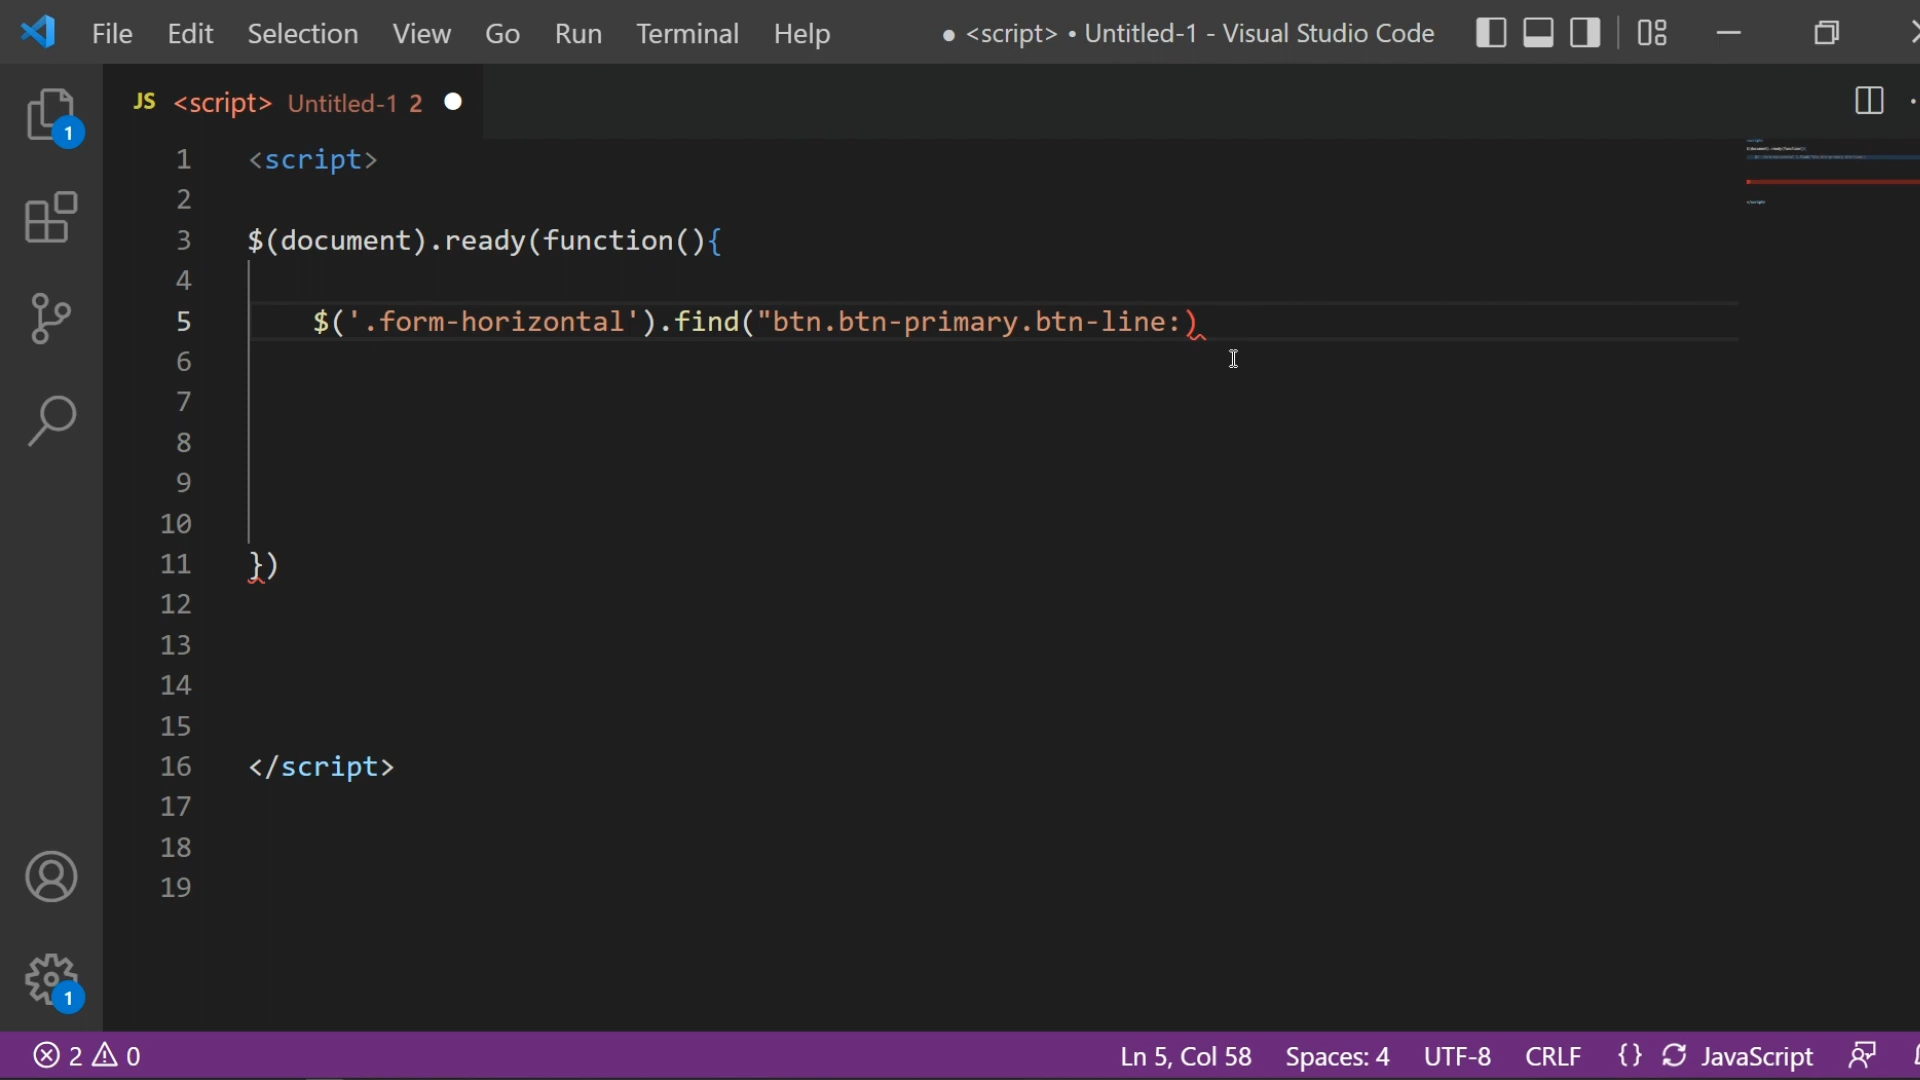 File Edit Selection View Go Run Terminal Help ● <script> • Untitled-1 - Visual Studio Code
1
JS <script> Untitled-1 2 ●
1 <script>
2
3 $(document).ready(function(){
4
5 $('.form-horizontal').find("btn.btn-primary.btn-line:)
6
7
8
9
10
11 })
12
13
14
15
16 </script>
17
18
19
1
2 0 Ln 5, Col 58 Spaces: 4 UTF-8 CRLF {} JavaScript